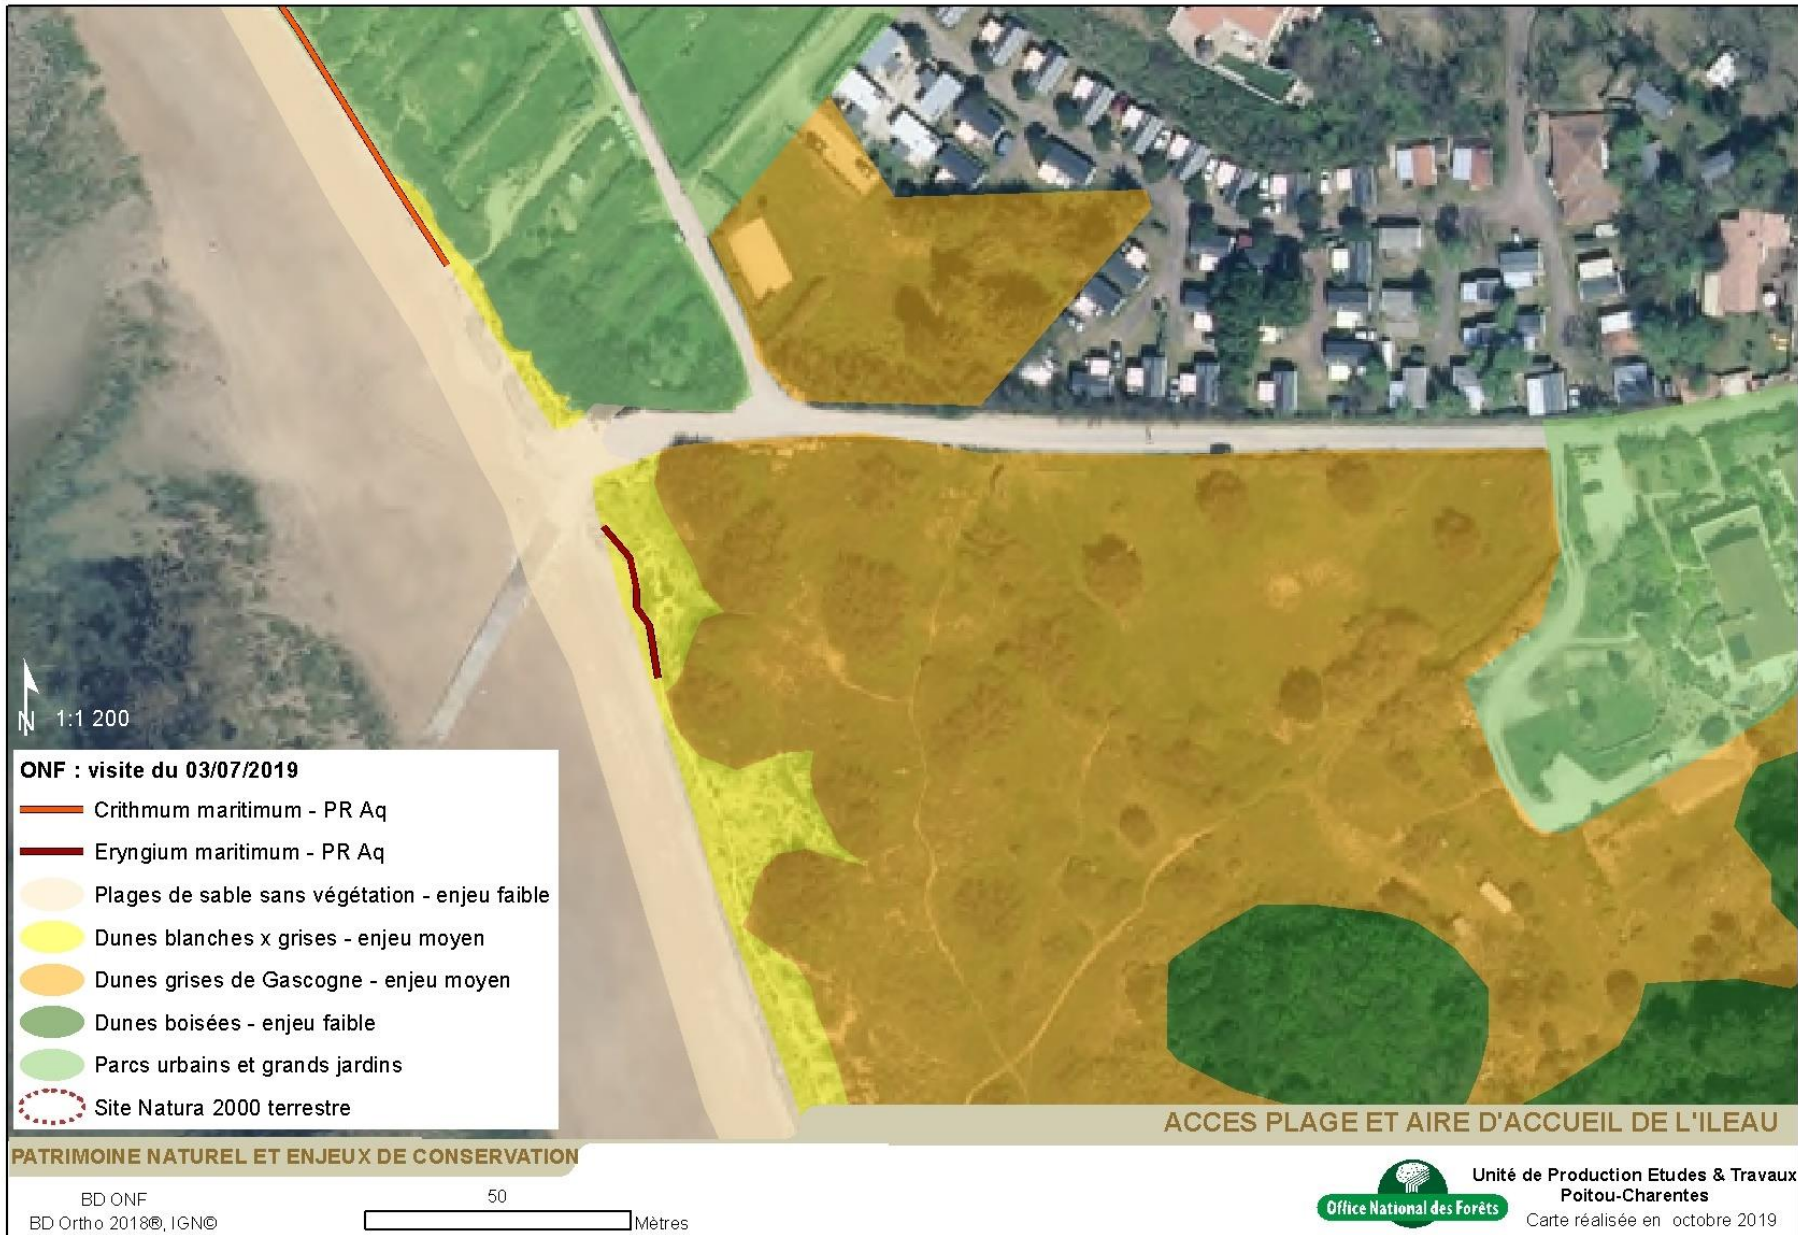 N
1:1 200
ONF : visite du 03/07/2019
Crithmum maritimum - PR Aq
Eryngium maritimum - PR Aq
Plages de sable sans végétation - enjeu faible
Dunes blanches x grises - enjeu moyen
Dunes grises de Gascogne - enjeu moyen
Dunes boisées - enjeu faible
Parcs urbains et grands jardins
Site Natura 2000 terrestre
ACCES PLAGE ET AIRE D'ACCUEIL DE L'ILEAU
PATRIMOINE NATUREL ET ENJEUX DE CONSERVATION
BD ONF
BD Ortho 2018®, IGN©
50
Mètres
Office National des Forêts
Unité de Production Etudes & Travaux
Poitou-Charentes
Carte réalisée en octobre 2019